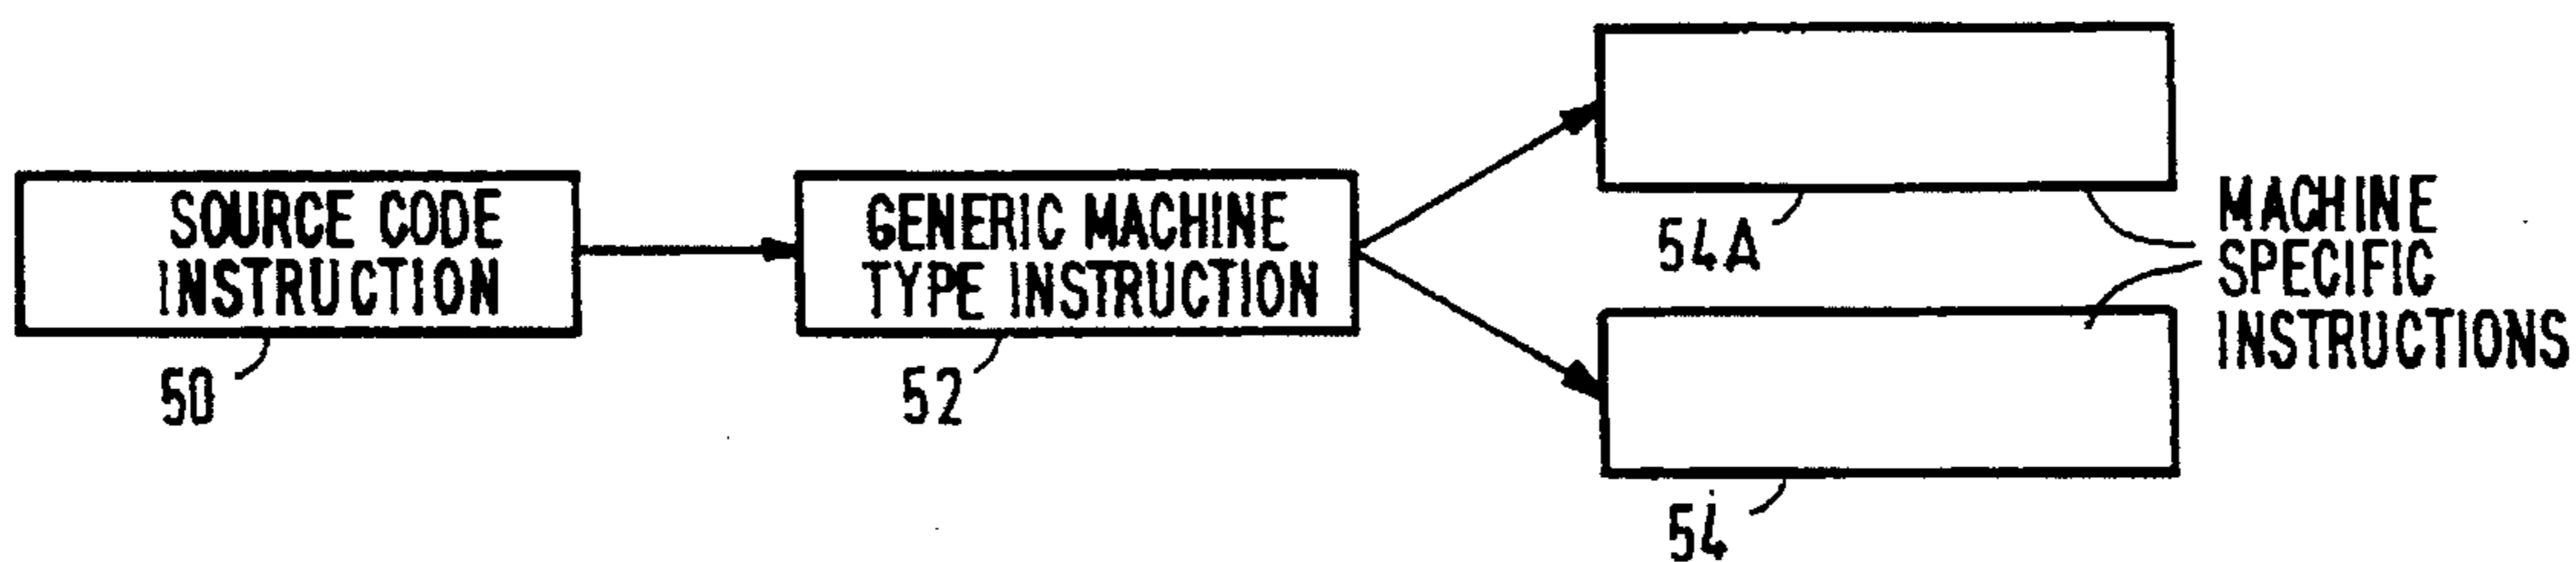 SOURCE CODE
INSTRUCTION
50
GENERIC MACHINE
TYPE INSTRUCTION
52
54A
54
MACHINE
SPECIFIC
INSTRUCTIONS